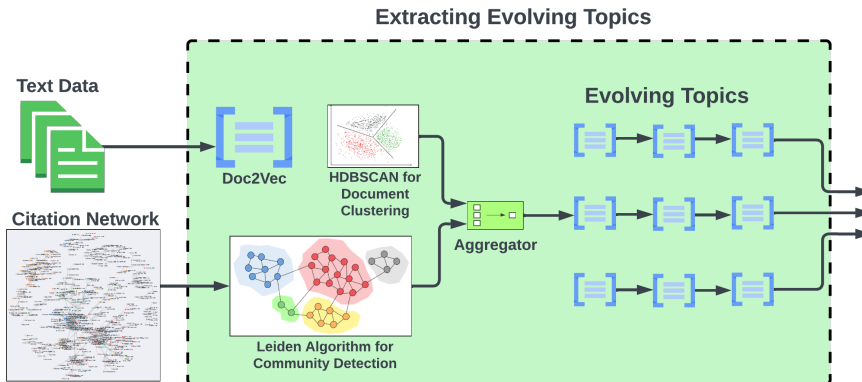 Extracting Evolving Topics
Text Data
Evolving Topics
Doc2Vec
HDBSCAN for
Document
Clustering
Citation Network
Aggregator
Leiden Algorithm for
Community Detection